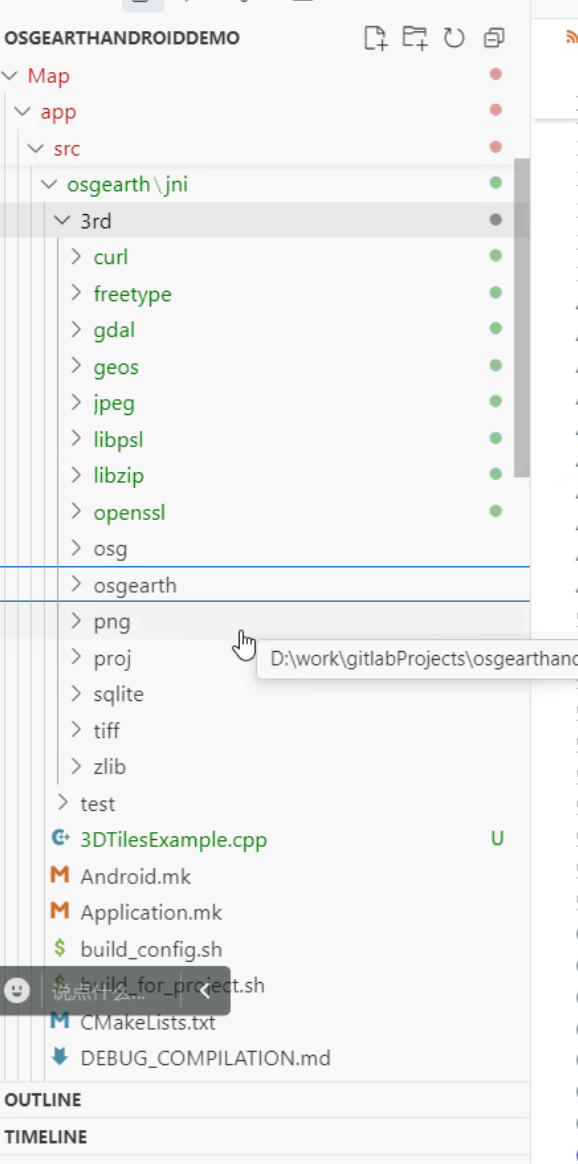 OSGEARTHANDROIDDEMO
Map
app
src
osgearth\jni
3rd
curl
freetype
gdal
geos
jpeg
libpsl
libzip
openssl
osg
osgearth
png
D:\work\gitlabProjects\osgearthand
proj
sqlite
tiff
zlib
test
3DTilesExample.cpp U
Android.mk
Application.mk
build_config.sh
build_for_project.sh
说点什么...
CMakeLists.txt
DEBUG_COMPILATION.md
OUTLINE
TIMELINE